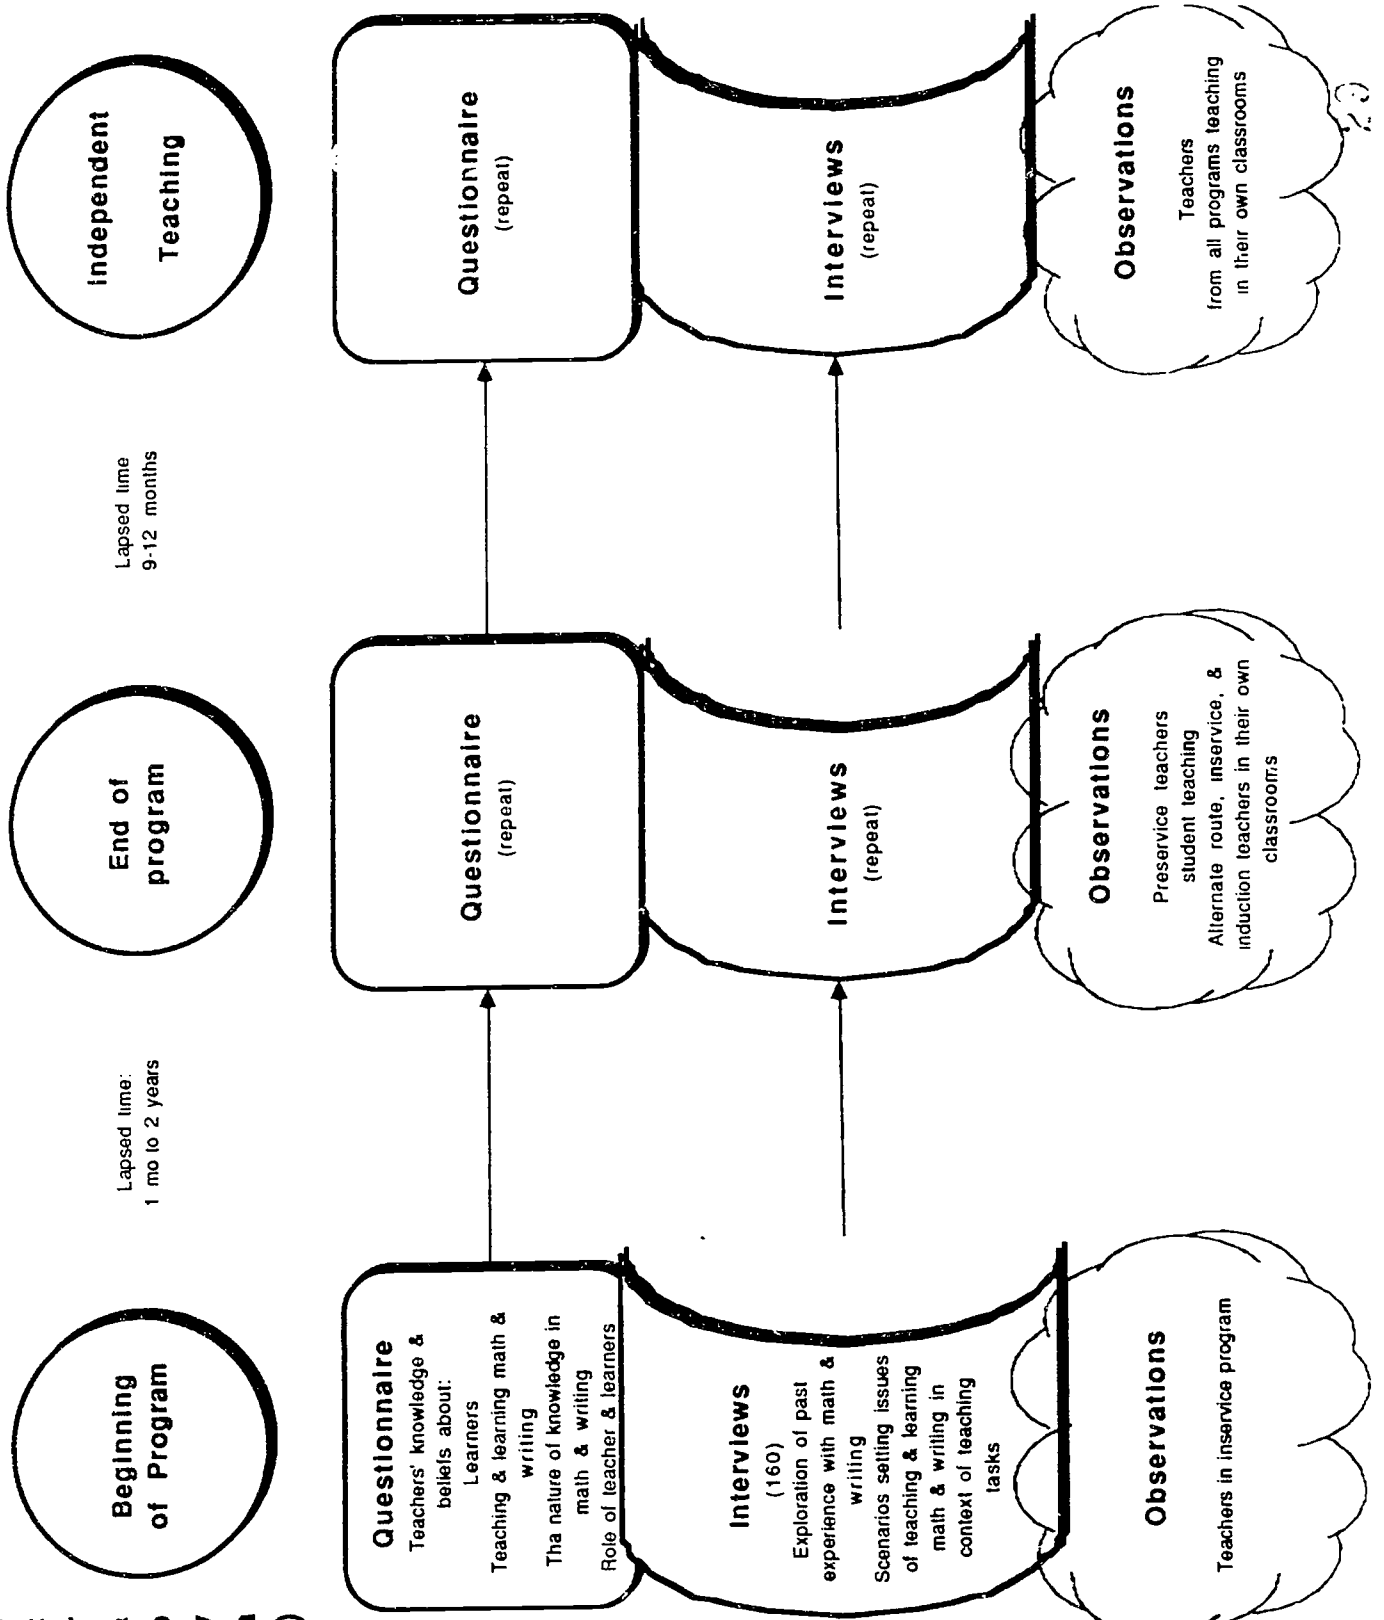 Beginning
of Program
Lapsed time:
1 mo to 2 years
End of
program
Lapsed time
9-12 months
Independent
Teaching
Questionnaire
Teachers' knowledge &
beliefs about:
Learners
Teaching & learning math &
writing
Tha nature of knowledge in
math & writing
Role of teacher & learners
Questionnaire
(repeat)
Questionnaire
(repeat)
Interviews
(160)
Exploration of past
experience with math &
writing
Scenarios setting issues
of teaching & learning
math & writing in
context of teaching
tasks
Interviews
(repeat)
Interviews
(repeat)
Observations
Teachers in inservice program
Observations
Preservice teachers
student teaching
Alternate route, inservice, &
induction teachers in their own
classrooms
Observations
Teachers
from all programs teaching
in their own classrooms